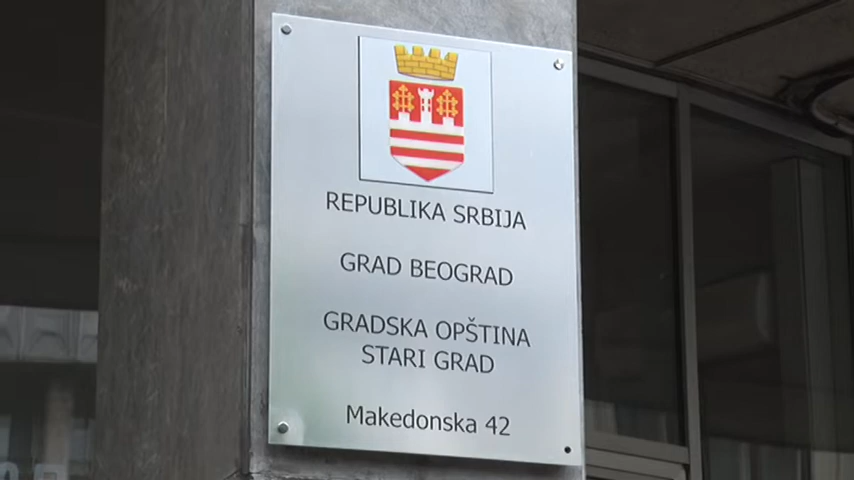 REPUBLIKA SRBIJA
GRAD BEOGRAD
GRADSKA OPŠTINA
STARI GRAD
Makedonska 42